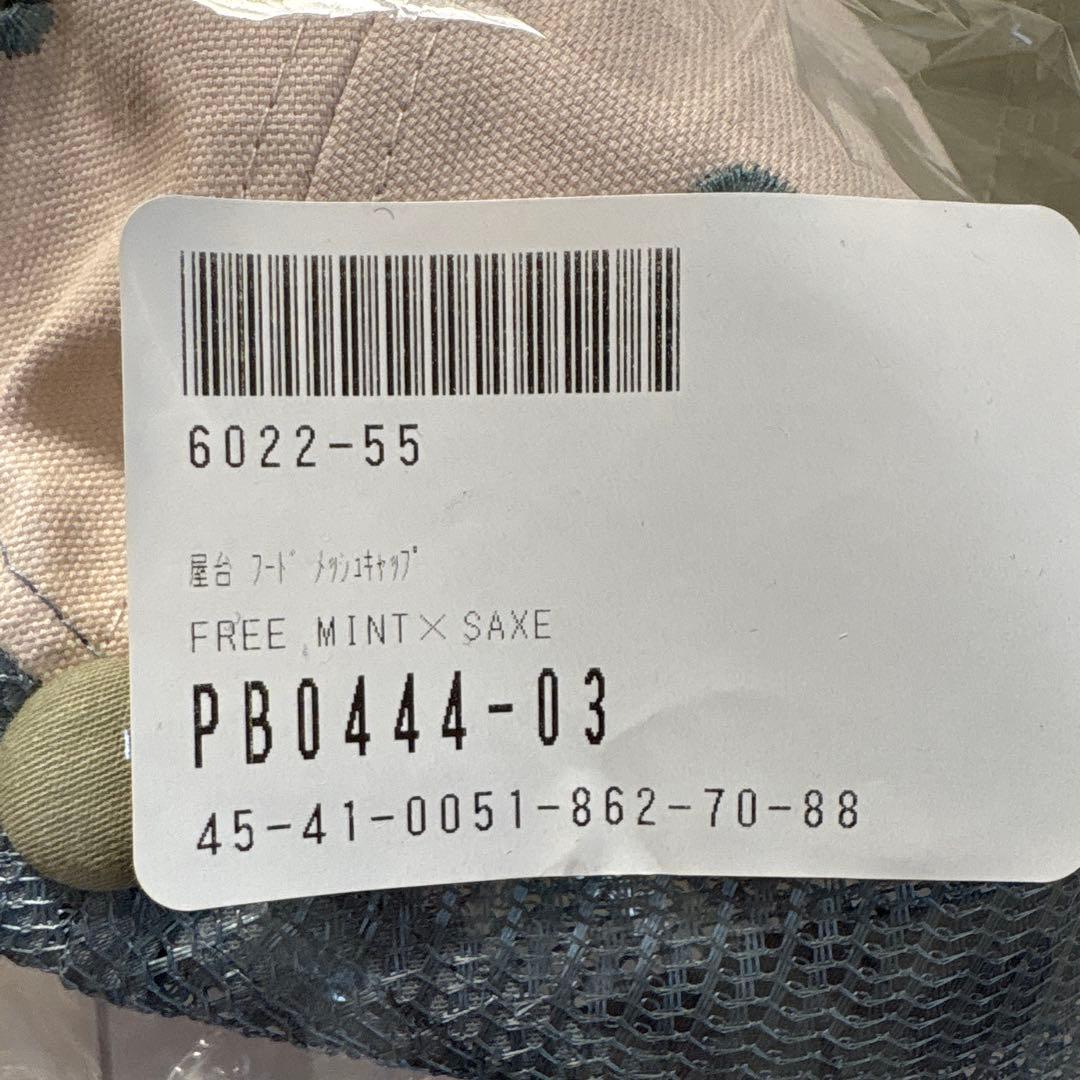 6022-55
屋台 ﾌｰﾄﾞ ﾒｯｼｭｷｬｯﾌﾟ
FREE MINT×SAXE
PB0444-03
45-41-0051-862-70-88